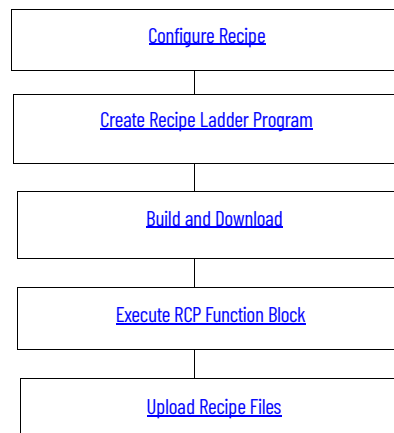 Configure Recipe
Create Recipe Ladder Program
Build and Download
Execute RCP Function Block
Upload Recipe Files